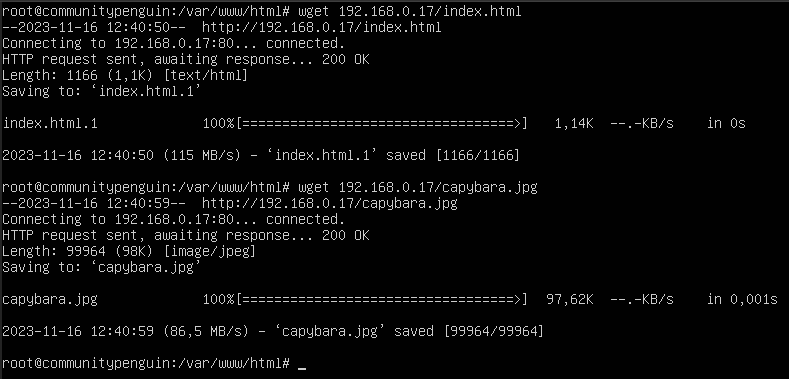 root@communitypenguin:/var/www/html# wget 192.168.0.17/index.html
--2023-11-16 12:40:50--  http://192.168.0.17/index.html
Connecting to 192.168.0.17:80... connected.
HTTP request sent, awaiting response... 200 OK
Length: 1166 (1,1K) [text/html]
Saving to: ‘index.html.1’
index.html.1             100%[==================================>]   1,14K  --.-KB/s    in 0s
2023-11-16 12:40:50 (115 MB/s) - ‘index.html.1’ saved [1166/1166]
root@communitypenguin:/var/www/html# wget 192.168.0.17/capybara.jpg
--2023-11-16 12:40:59--  http://192.168.0.17/capybara.jpg
Connecting to 192.168.0.17:80... connected.
HTTP request sent, awaiting response... 200 OK
Length: 99964 (98K) [image/jpeg]
Saving to: ‘capybara.jpg’
capybara.jpg             100%[==================================>]  97,62K  --.-KB/s    in 0,001s
2023-11-16 12:40:59 (86,5 MB/s) - ‘capybara.jpg’ saved [99964/99964]
root@communitypenguin:/var/www/html# _